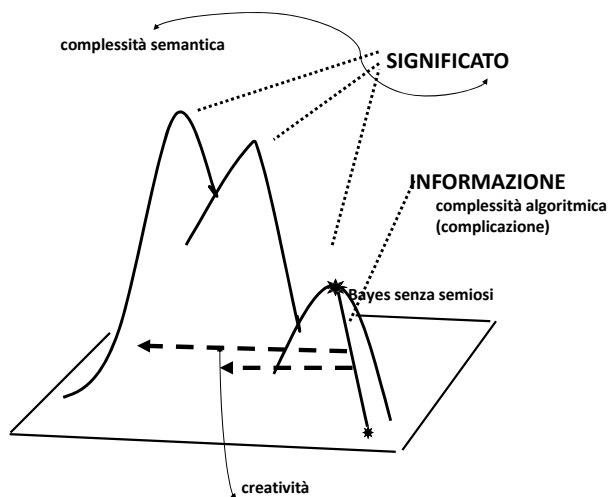 complessità semantica
SIGNIFICATO
INFORMAZIONE
complessità algoritmica
(complicazione)
Bayes senza semiosi
creatività